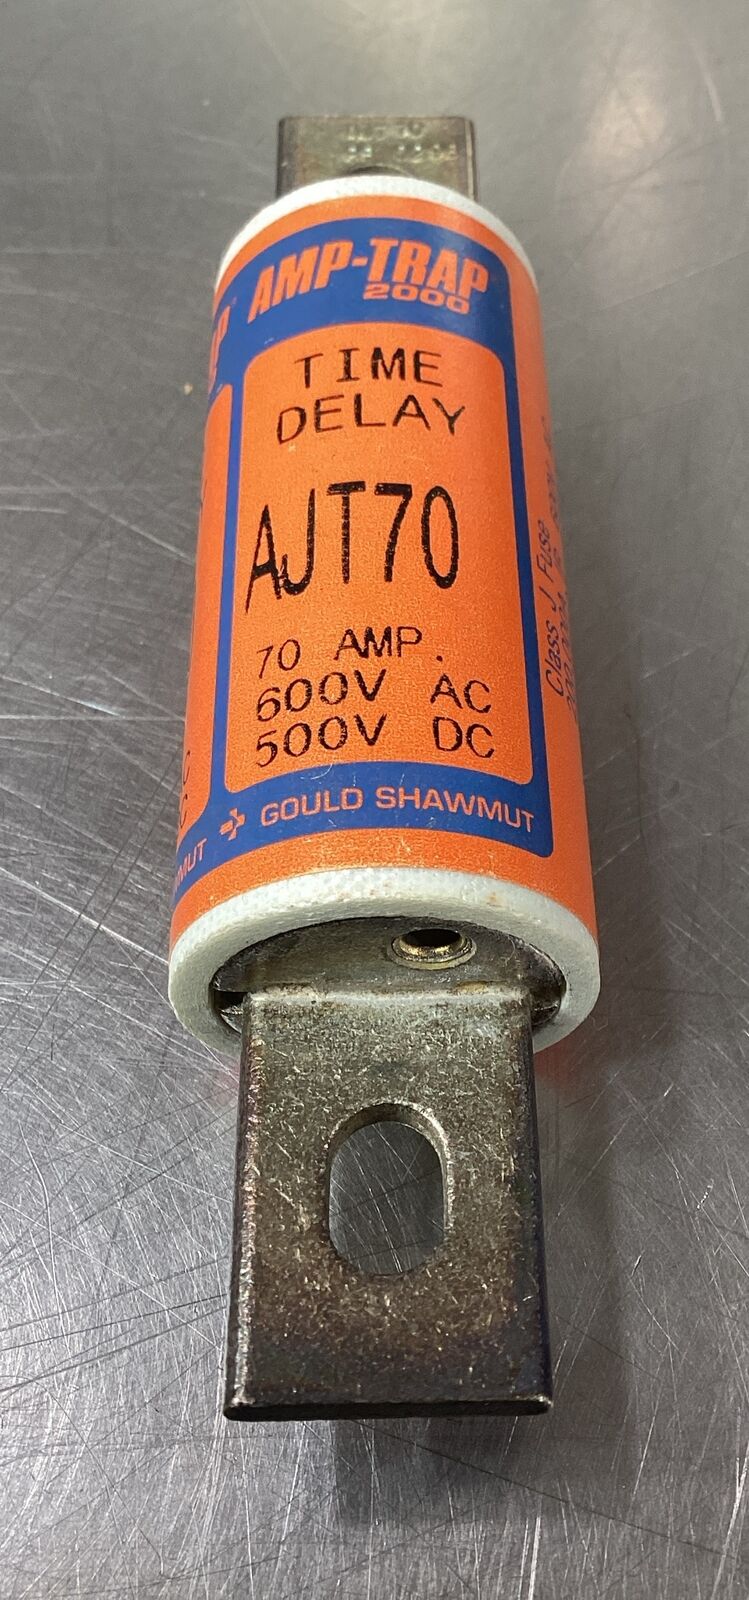 AMP-TRAP
2000
TIME
DELAY
AJT70
70 AMP.
600V AC
500V DC
GOULD SHAWMUT
Class J Fuse